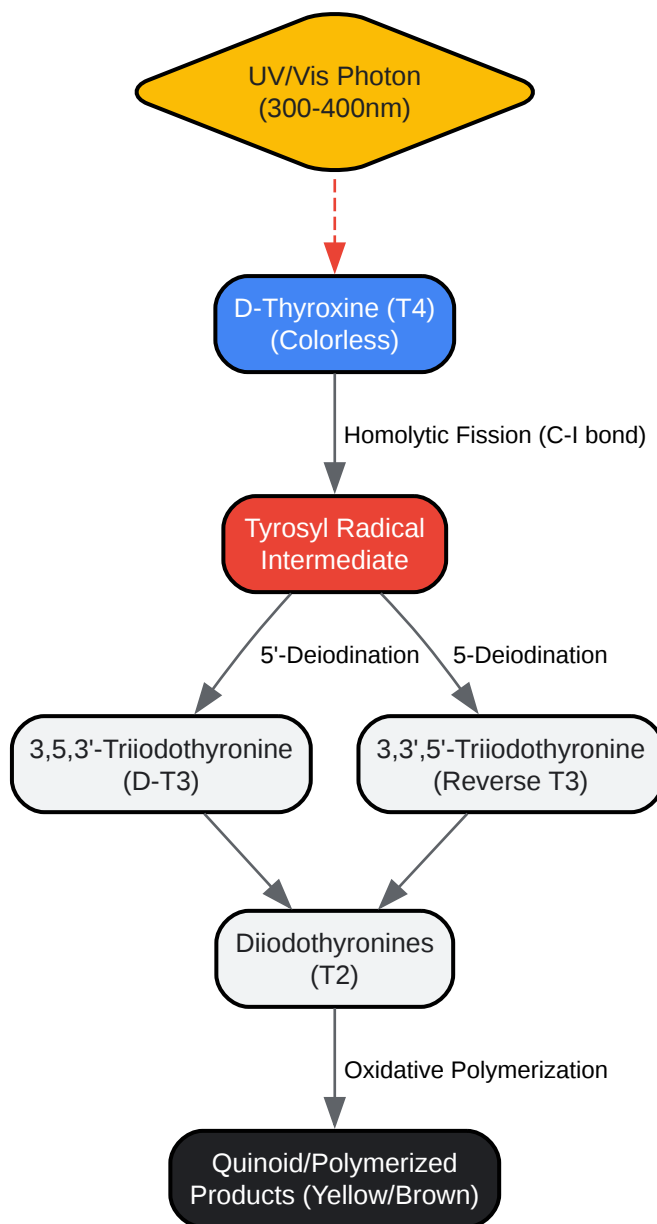 UV/Vis Photon
(300-400nm)
D-Thyroxine (T4)
(Colorless)
Homolytic Fission (C-I bond)
Tyrosyl Radical
Intermediate
5'-Deiodination
5-Deiodination
3,5,3'-Triiodothyronine
(D-T3)
3,3',5'-Triiodothyronine
(Reverse T3)
Diiodothyronines
(T2)
Oxidative Polymerization
Quinoid/Polymerized
Products (Yellow/Brown)